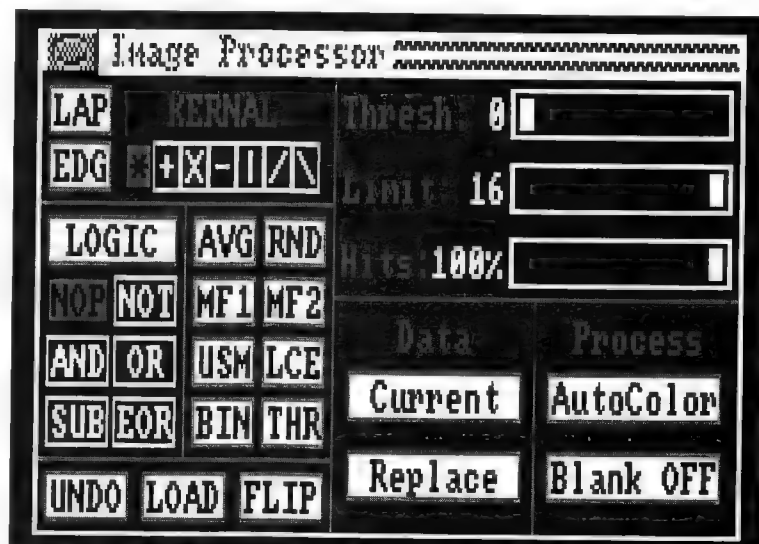 Image Processor
LAP KERNAL
EDG * + X - | / \
Thresh: 0
Limit: 16
Hits: 100%
LOGIC
NOP NOT
AND OR
SUB EOR
AVG RND
MF1 MF2
USM LCE
BIN THR
Data
Current
Replace
Process
AutoColor
Blank OFF
UNDO LOAD FLIP